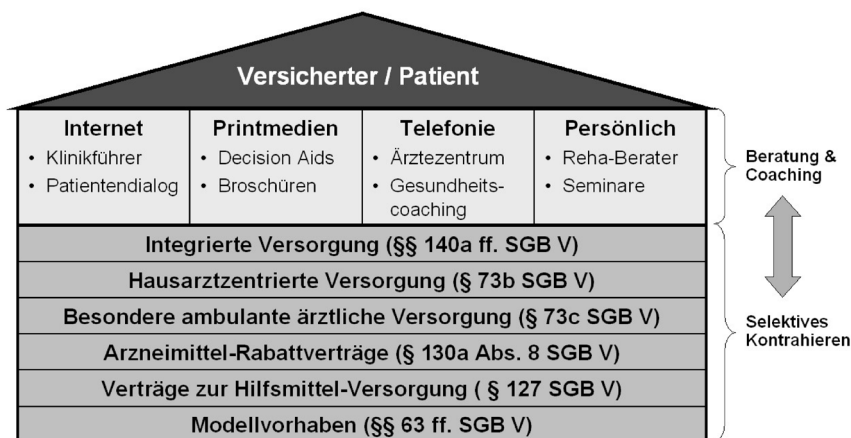 Versicherter / Patient
Internet
• Klinikführer
• Patientendialog
Printmedien
• Decision Aids
• Broschüren
Telefonie
• Ärztezentrum
• Gesundheits-
coaching
Persönlich
• Reha-Berater
• Seminare
Beratung &
Coaching
Integrierte Versorgung (§§ 140a ff. SGB V)
Hausarztzentrierte Versorgung (§ 73b SGB V)
Besondere ambulante ärztliche Versorgung (§ 73c SGB V)
Arzneimittel-Rabattverträge (§ 130a Abs. 8 SGB V)
Verträge zur Hilfsmittel-Versorgung ( § 127 SGB V)
Modellvorhaben (§§ 63 ff. SGB V)
Selektives
Kontrahieren